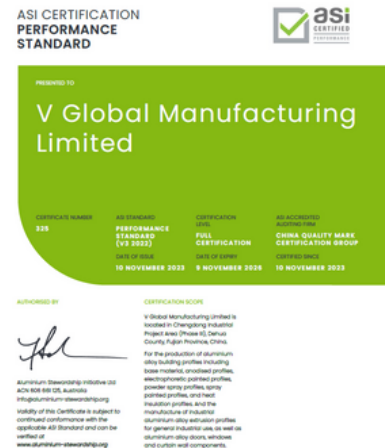 ASI CERTIFICATION
PERFORMANCE
STANDARD
asi
CERTIFIED
PERFORMANCE
PRESENTED TO
V Global Manufacturing
Limited
CERTIFICATE NUMBER
325
ASI STANDARD
PERFORMANCE
STANDARD
(V3 2022)
CERTIFICATION
LEVEL
FULL
CERTIFICATION
ASI ACCREDITED
AUDITING FIRM
CHINA QUALITY MARK
CERTIFICATION GROUP
DATE OF ISSUE
10 NOVEMBER 2023
DATE OF EXPIRY
9 NOVEMBER 2026
CERTIFIED SINCE
10 NOVEMBER 2023
AUTHORISED BY
Aluminium Stewardship Initiative Ltd
ACN 606 661 125, Australia
info@aluminium-stewardship.org
Validity of this Certificate is subject to
continued conformance with the
applicable ASI Standard and can be
verified at
www.aluminium-stewardship.org
CERTIFICATION SCOPE
V Global Manufacturing Limited is
located in Chengdong Industrial
Project Area (Phase II), Dehua
County, Fujian Province, China.
For the production of aluminium
alloy building profiles including
base material, anodised profiles,
electrophoretic painted profiles,
powder spray profiles, spray
painted profiles, and heat
insulation profiles. And the
manufacture of industrial
aluminium alloy extrusion profiles
for general industrial use, as well as
aluminium alloy doors, windows
and curtain wall components.